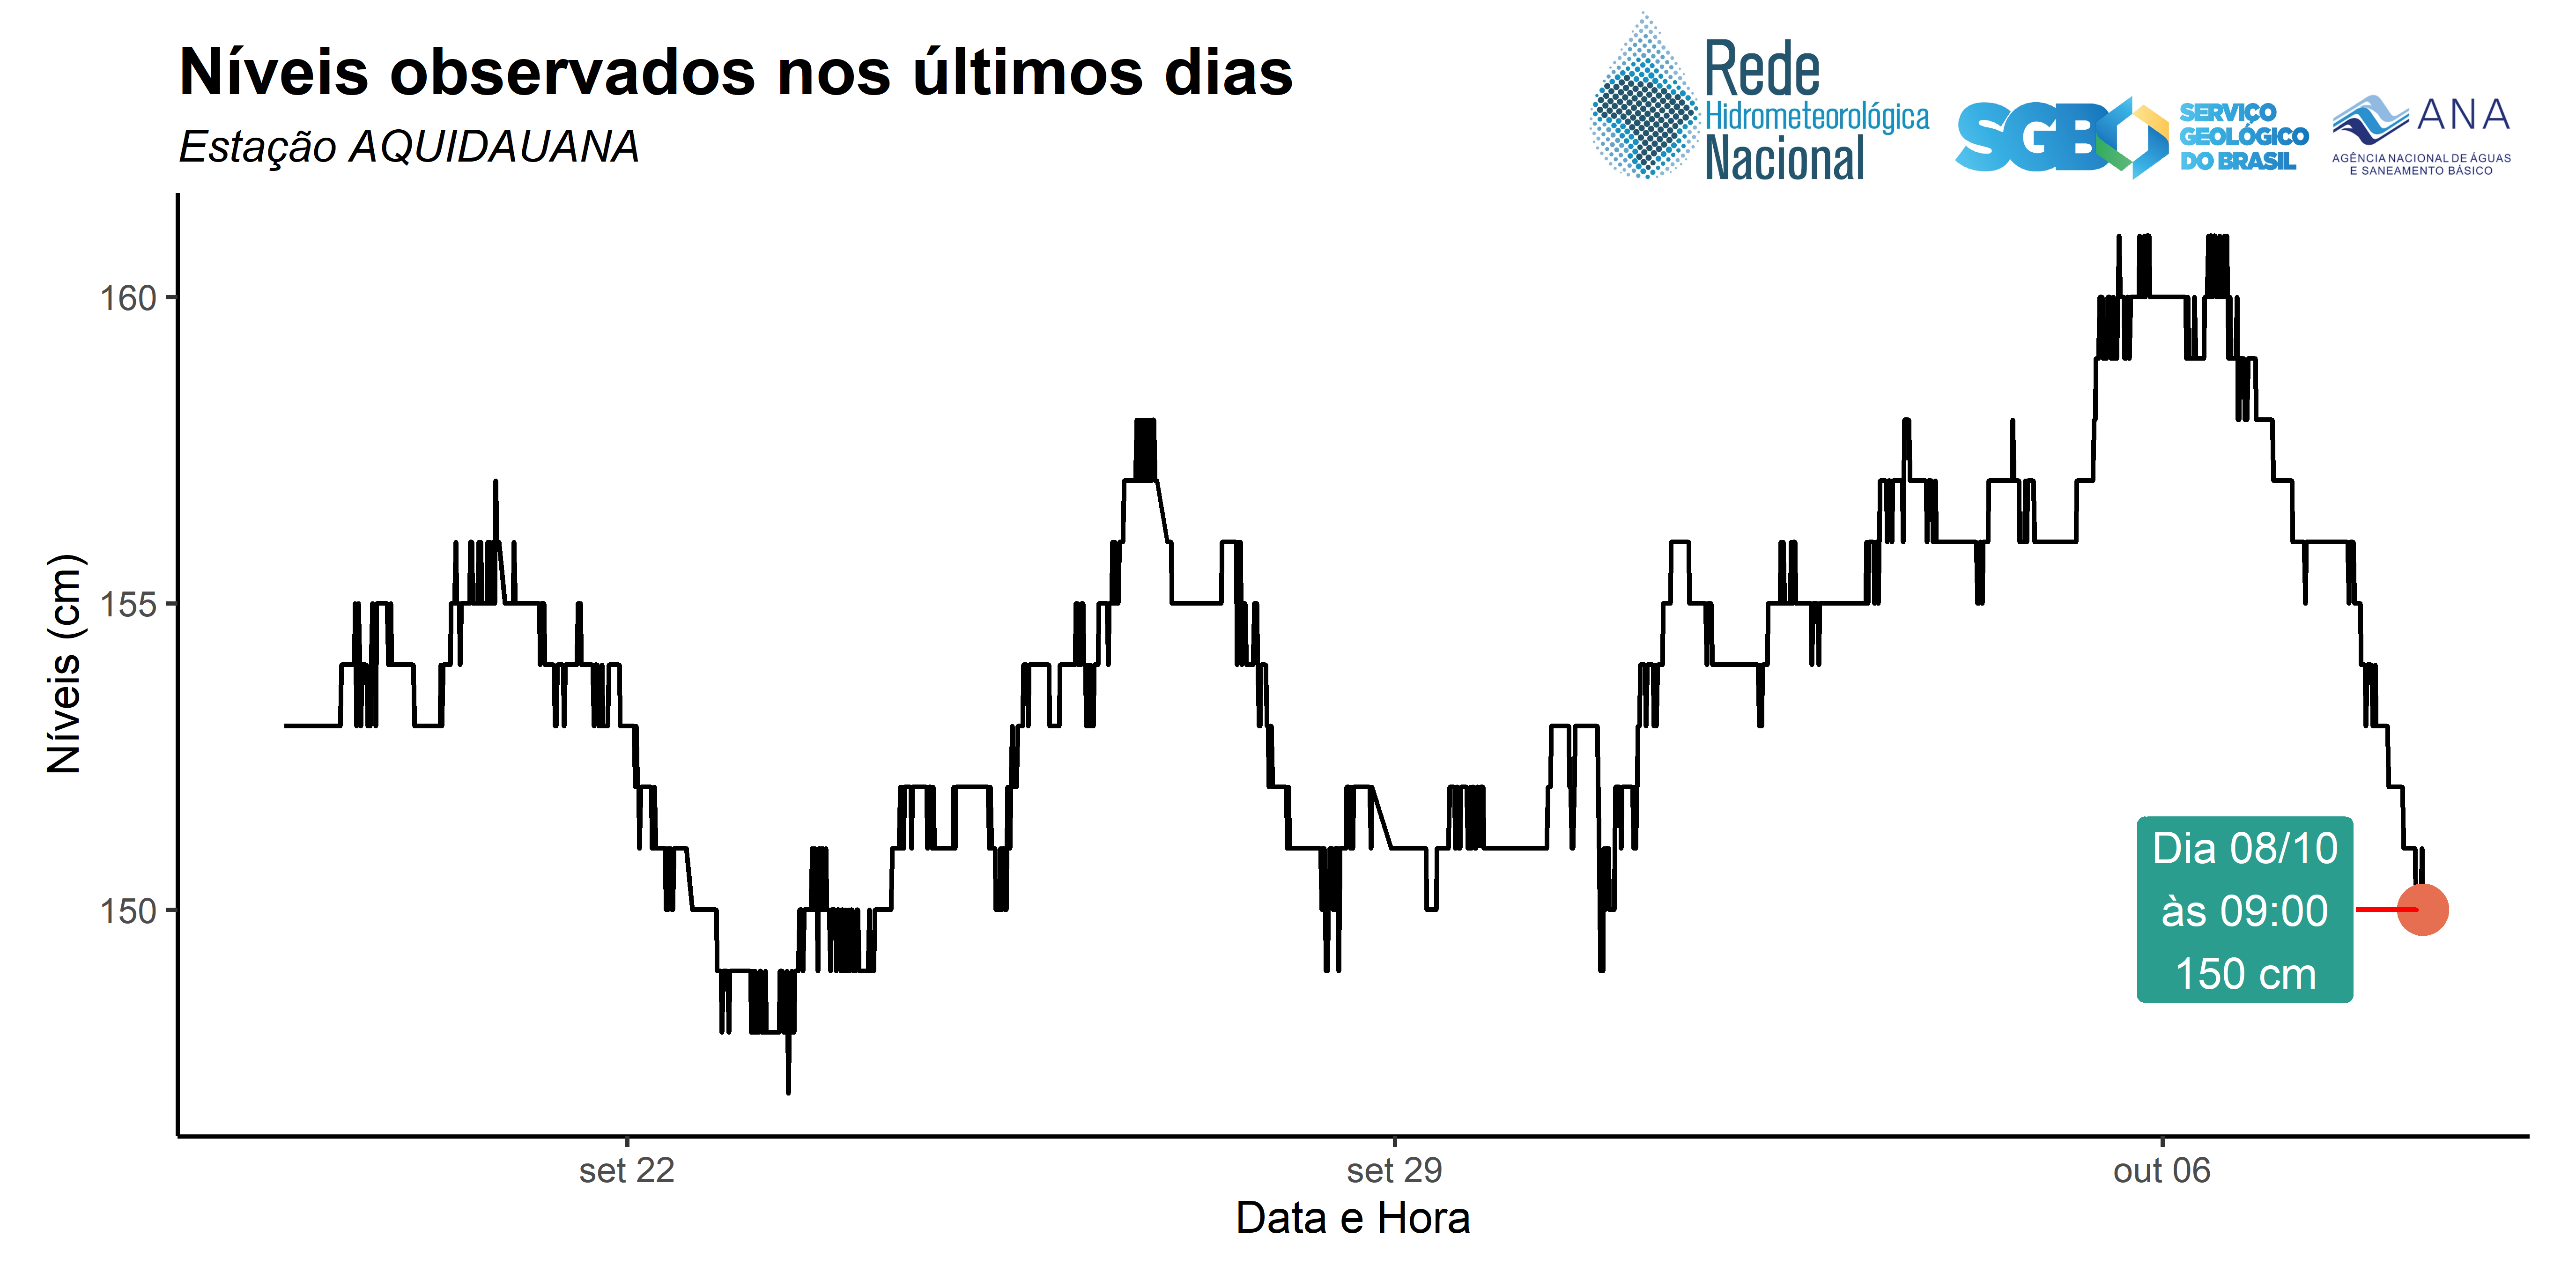 Níveis observados nos últimos dias
Estação AQUIDAUANA
Rede
Hidrometeorológica
Nacional
SGB
SERVIÇO
GEOLÓGICO
DO BRASIL
ANA
AGÊNCIA NACIONAL DE ÁGUAS
E SANEAMENTO BÁSICO
Níveis (cm)
160
155
150
Dia 08/10
às 09:00
150 cm
set 22
set 29
out 06
Data e Hora